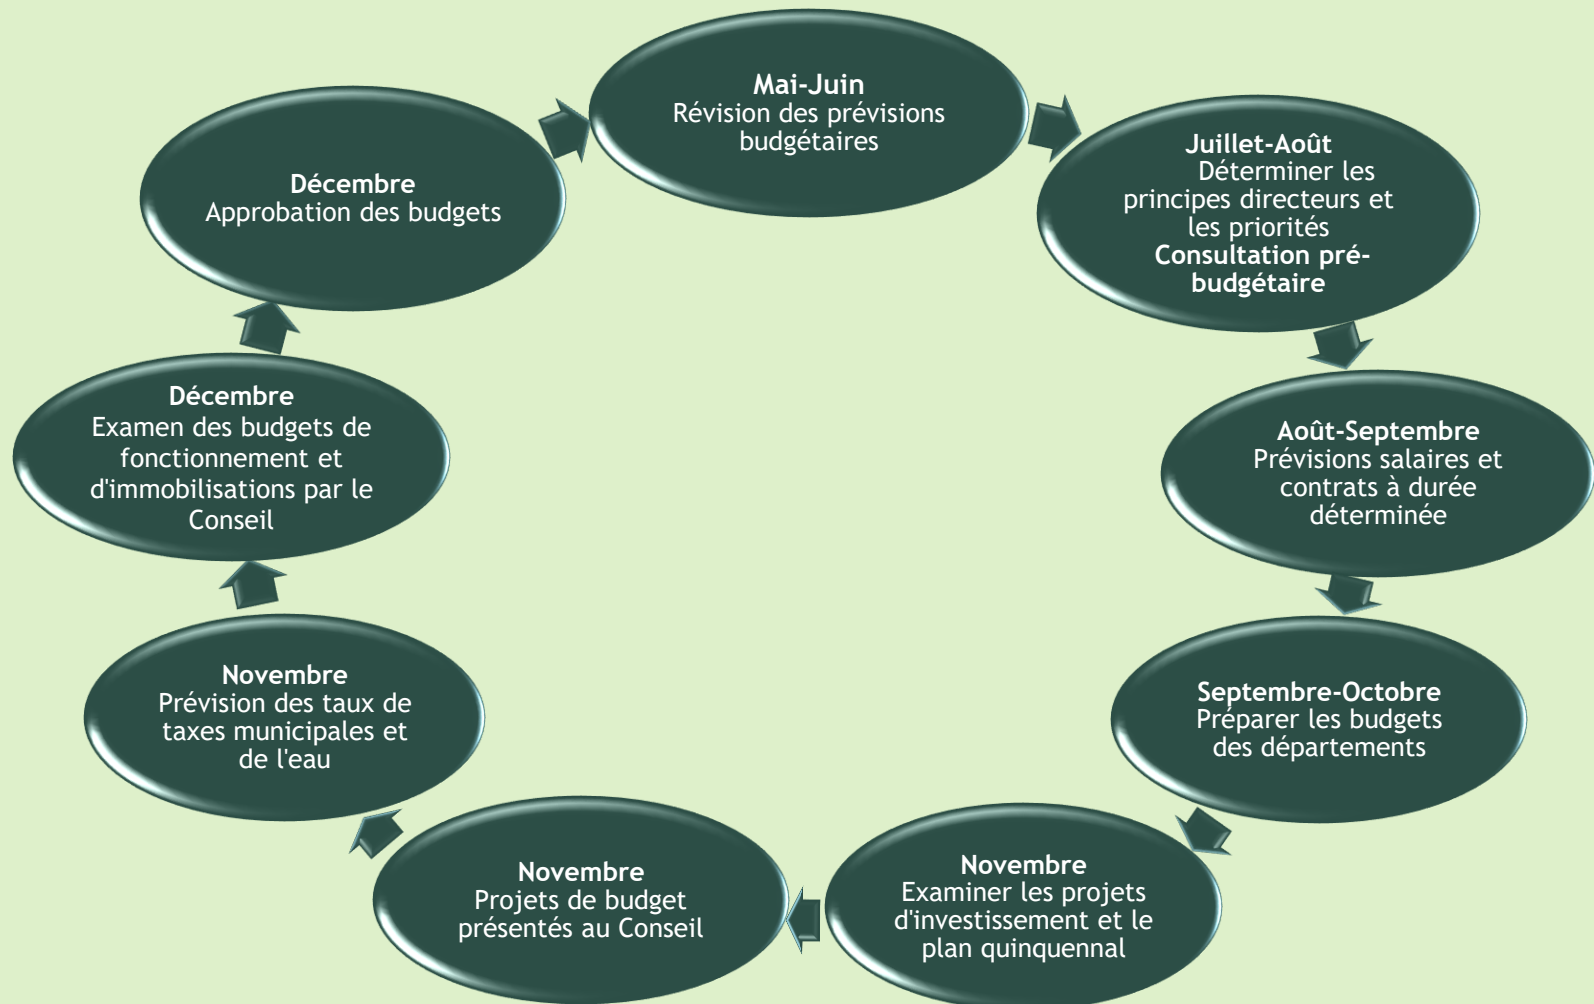 Mai-Juin
Révision des prévisions
budgétaires
Juillet-Août
Déterminer les
principes directeurs et
les priorités
Consultation pré-
budgétaire
Août-Septembre
Prévisions salaires et
contrats à durée
déterminée
Septembre-Octobre
Préparer les budgets
des départements
Novembre
Examiner les projets
d'investissement et le
plan quinquennal
Novembre
Projets de budget
présentés au Conseil
Novembre
Prévision des taux de
taxes municipales et
de l'eau
Décembre
Examen des budgets de
fonctionnement et
d'immobilisations par le
Conseil
Décembre
Approbation des budgets